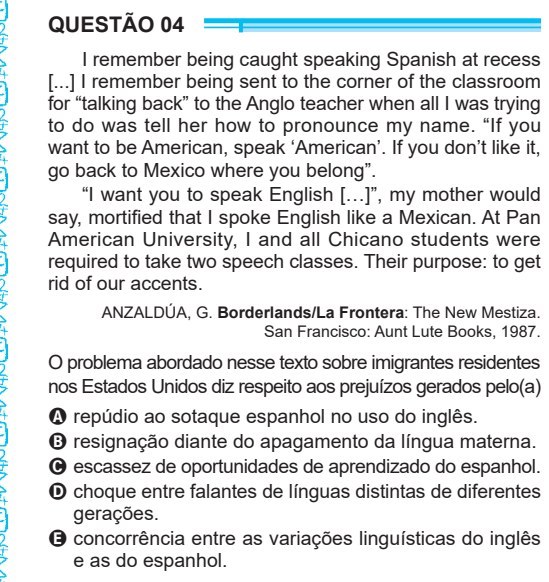 QUESTÃO 04
I remember being caught speaking Spanish at recess
[...] I remember being sent to the corner of the classroom
for “talking back” to the Anglo teacher when all I was trying
to do was tell her how to pronounce my name. “If you
want to be American, speak ‘American’. If you don’t like it,
go back to Mexico where you belong”.
“I want you to speak English […]”, my mother would
say, mortified that I spoke English like a Mexican. At Pan
American University, I and all Chicano students were
required to take two speech classes. Their purpose: to get
rid of our accents.
ANZALDÚA, G. Borderlands/La Frontera: The New Mestiza.
San Francisco: Aunt Lute Books, 1987.
O problema abordado nesse texto sobre imigrantes residentes
nos Estados Unidos diz respeito aos prejuízos gerados pelo(a)
A repúdio ao sotaque espanhol no uso do inglês.
B resignação diante do apagamento da língua materna.
C escassez de oportunidades de aprendizado do espanhol.
D choque entre falantes de línguas distintas de diferentes
gerações.
E concorrência entre as variações linguísticas do inglês
e as do espanhol.